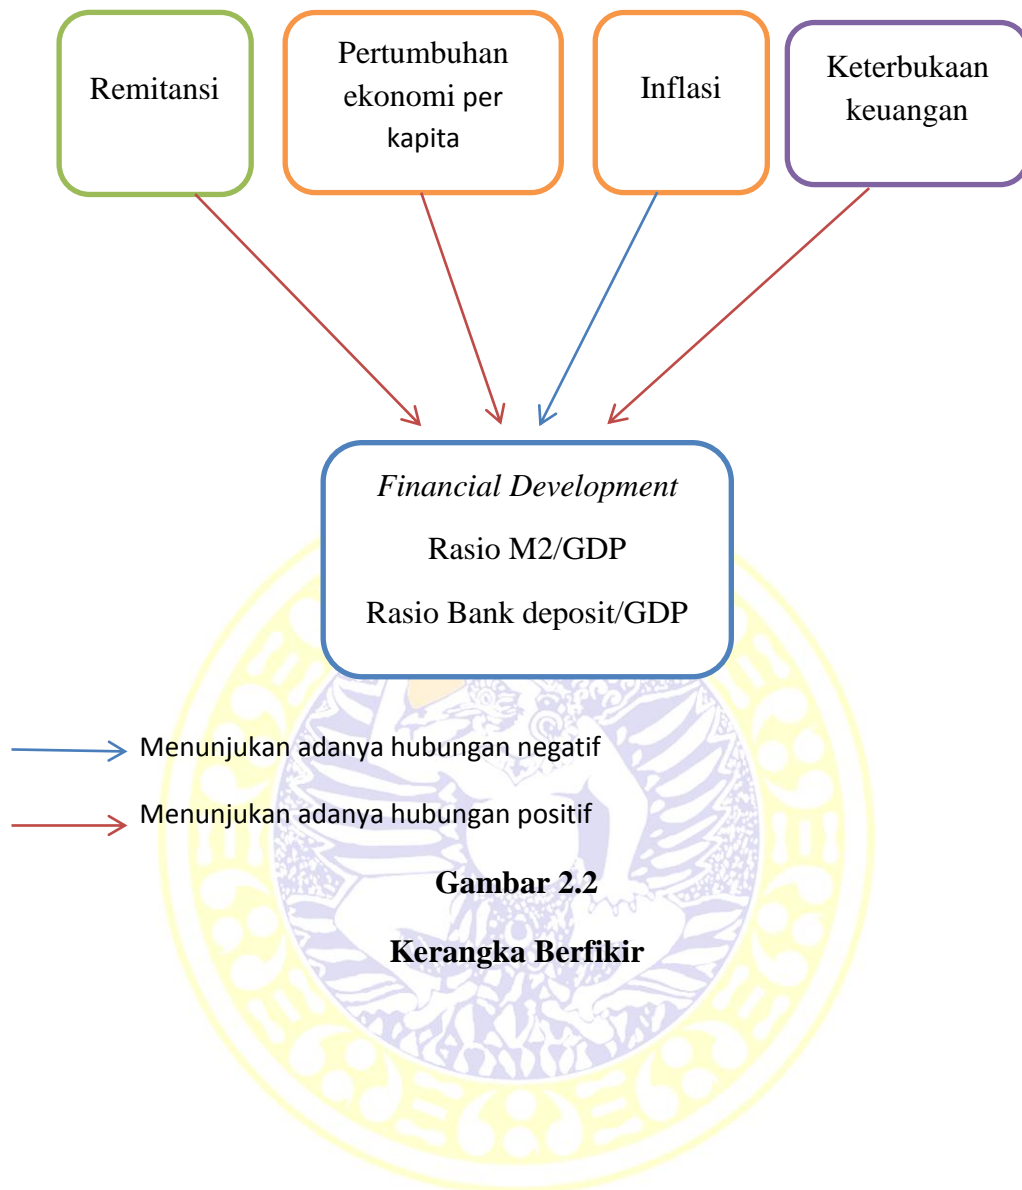 Remitansi
Pertumbuhan
ekonomi per
kapita
Inflasi
Keterbukaan
keuangan
Financial Development
Rasio M2/GDP
Rasio Bank deposit/GDP
Menunjukan adanya hubungan negatif
Menunjukan adanya hubungan positif
Gambar 2.2
Kerangka Berfikir